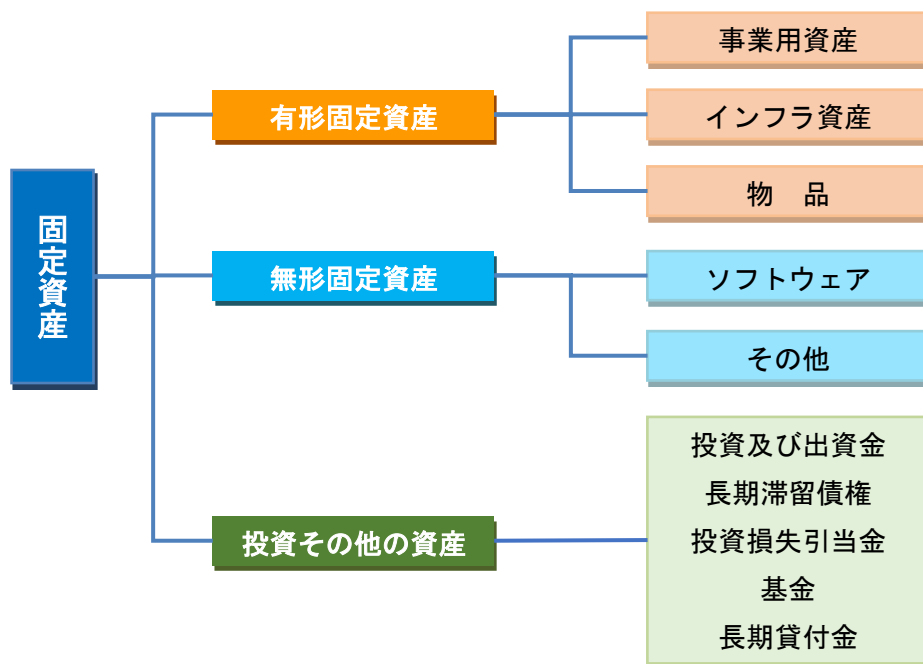 固定資産
有形固定資産
事業用資産
インフラ資産
物　品
無形固定資産
ソフトウェア
その他
投資その他の資産
投資及び出資金
長期滞留債権
投資損失引当金
基金
長期貸付金